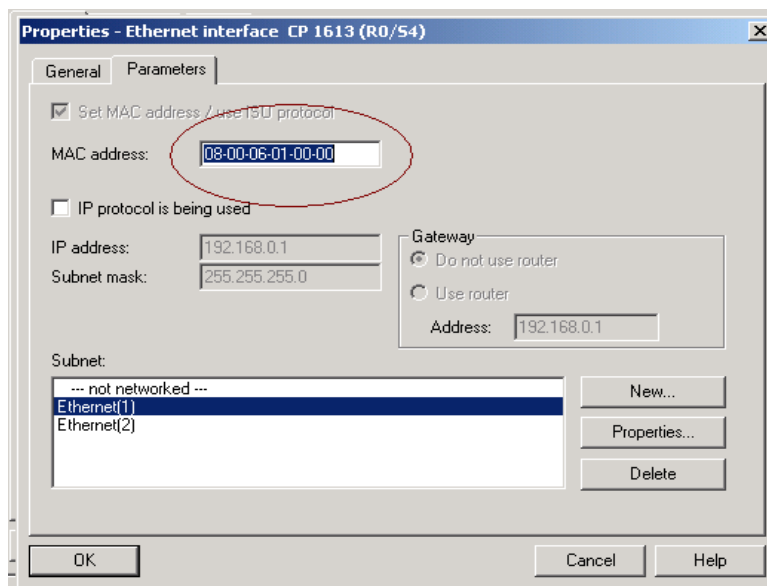 Properties - Ethernet interface CP 1613 (R0/S4)
General
Parameters
Set MAC address / use ISO protocol
MAC address:
08-00-06-01-00-00
IP protocol is being used
IP address:
192.168.0.1
Subnet mask:
255.255.255.0
Gateway
Do not use router
Use router
Address:
192.168.0.1
Subnet:
--- not networked ---
Ethernet(1)
Ethernet(2)
New...
Properties...
Delete
OK
Cancel
Help